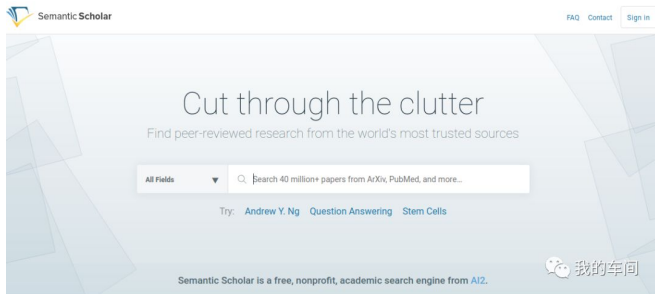 Semantic Scholar
FAQ Contact Sign in
Cut through the clutter
Find peer-reviewed research from the world's most trusted sources
All Fields Search 40 million+ papers from ArXiv, PubMed, and more...
Try: Andrew Y. Ng Question Answering Stem Cells
我的车间
Semantic Scholar is a free, nonprofit, academic search engine from AI2.